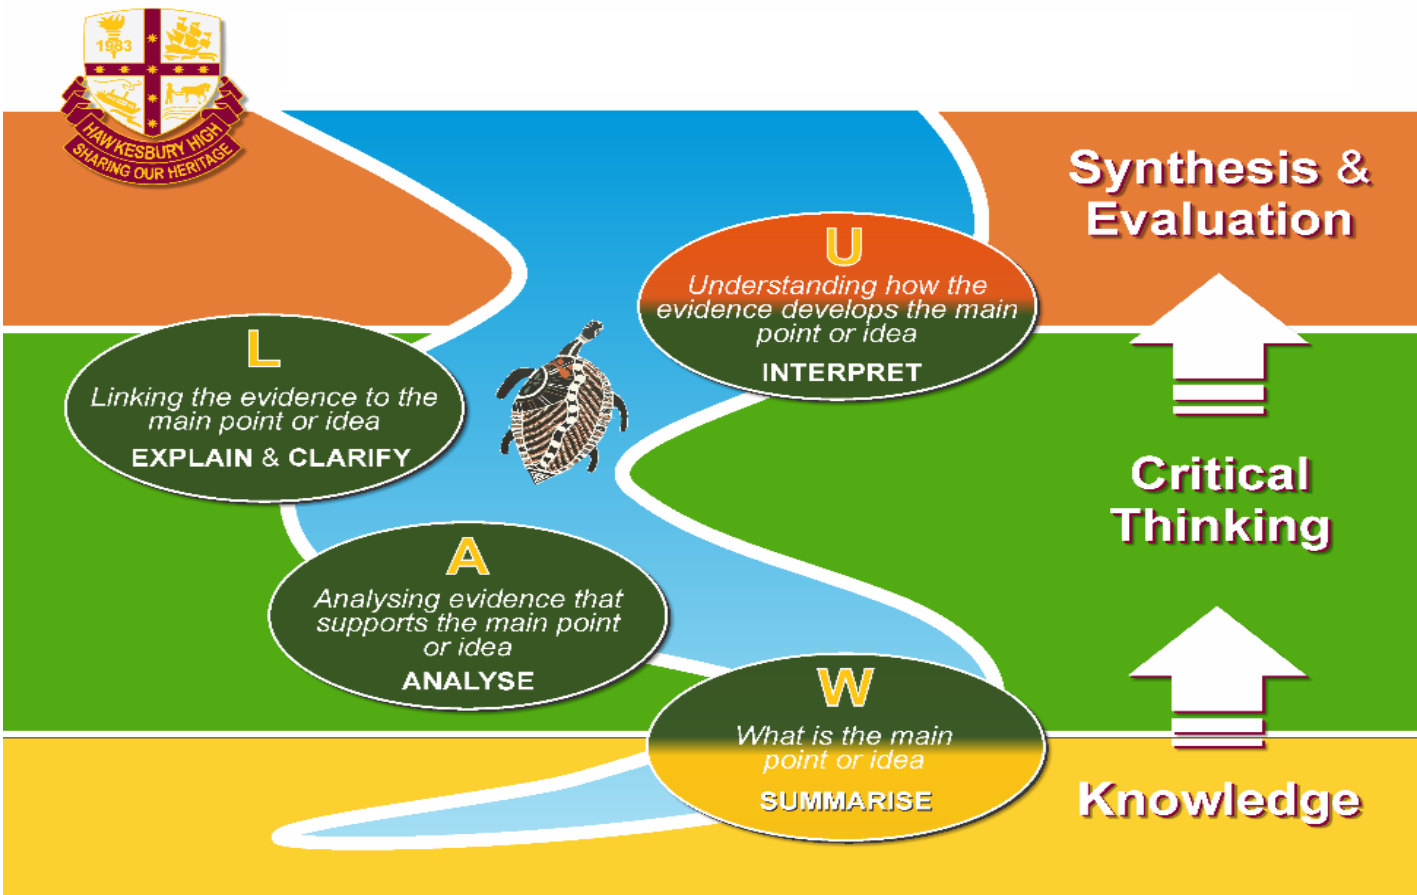 1983
HAWKESBURY HIGH
SHARING OUR HERITAGE
Synthesis &
Evaluation
U
Understanding how the
evidence develops the main
point or idea
INTERPRET
L
Linking the evidence to the
main point or idea
EXPLAIN & CLARIFY
Critical
Thinking
A
Analysing evidence that
supports the main point
or idea
ANALYSE
W
What is the main
point or idea
SUMMARISE
Knowledge